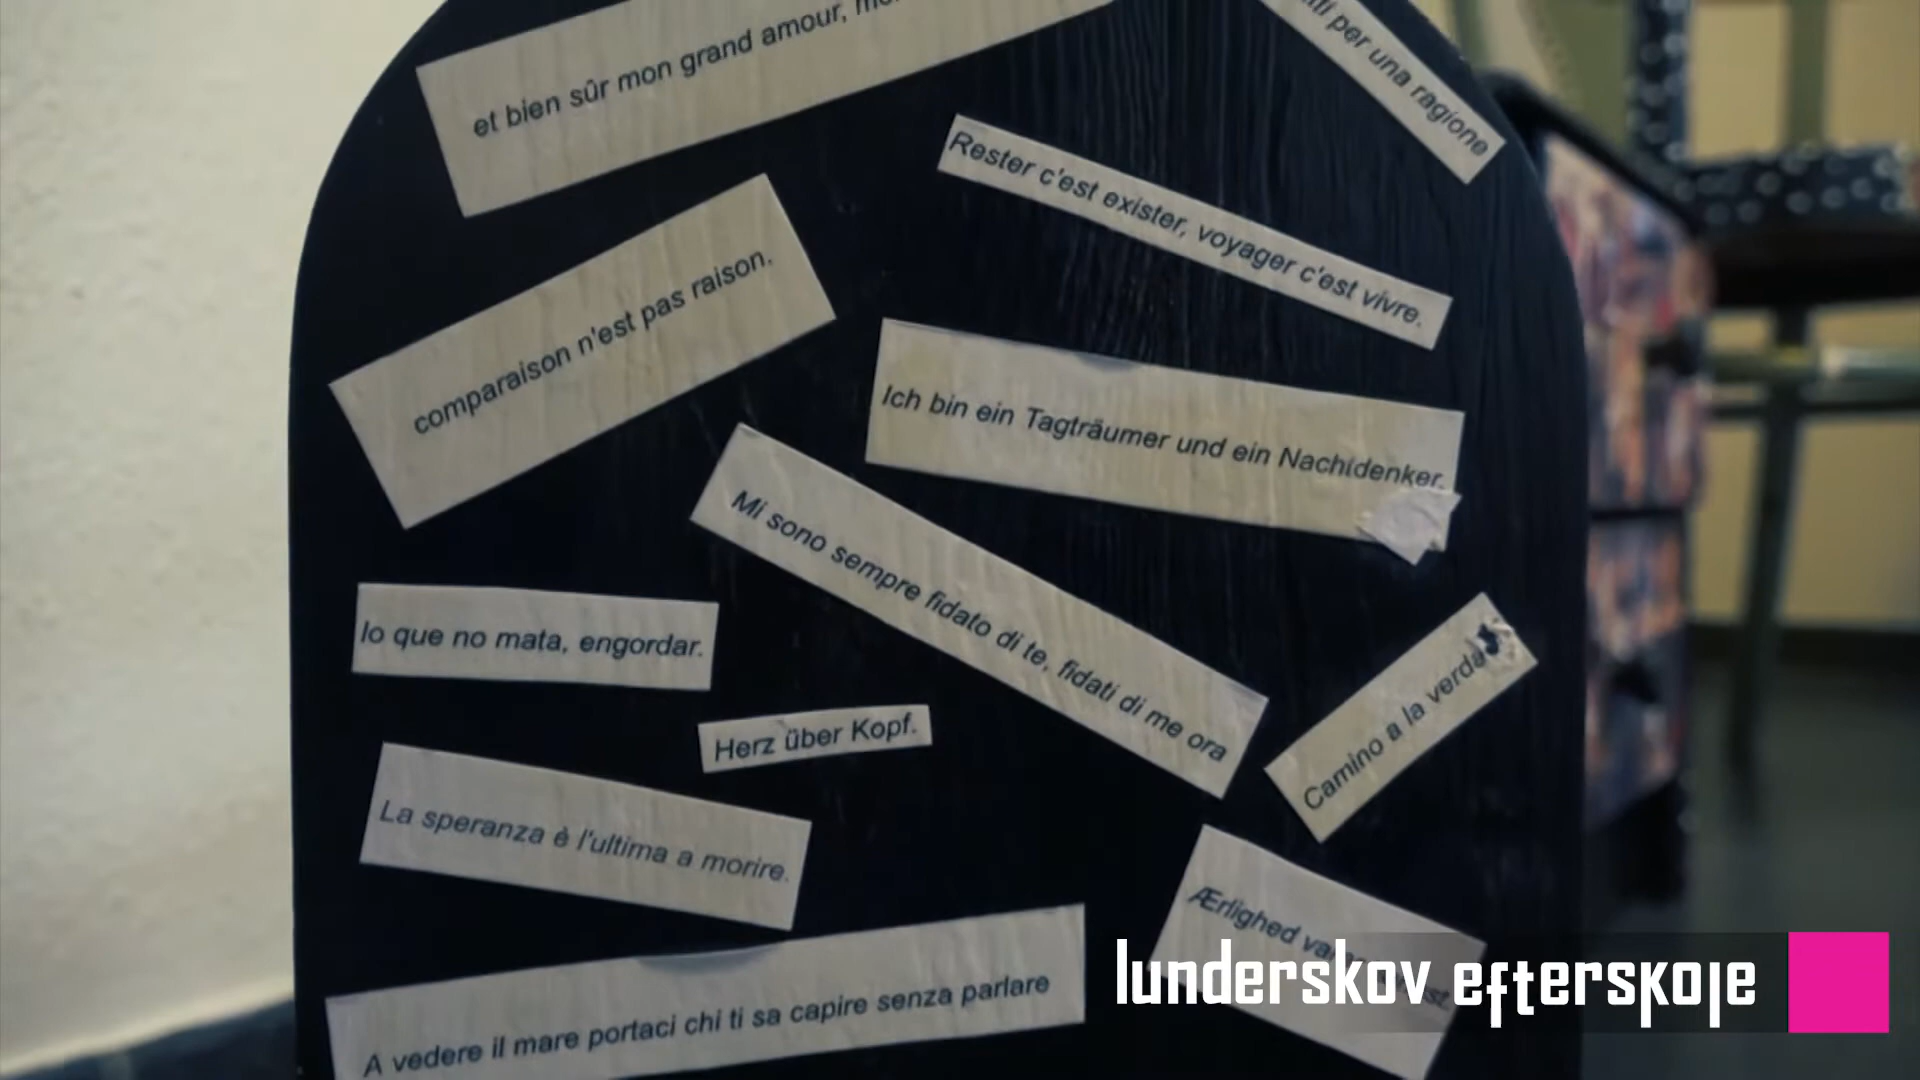 et bien sûr mon grand amour,
per una ragione
Rester c'est exister, voyager c'est vivre.
comparaison n'est pas raison.
Ich bin ein Tagträumer und ein Nachtdenker.
Mi sono sempre fidato di te, fidati di me ora
lo que no mata, engordar.
Camino a la verda
Herz über Kopf.
La speranza è l'ultima a morire.
Ærlighed
A vedere il mare portaci chi ti sa capire senza parlare
lunderskov efterskole